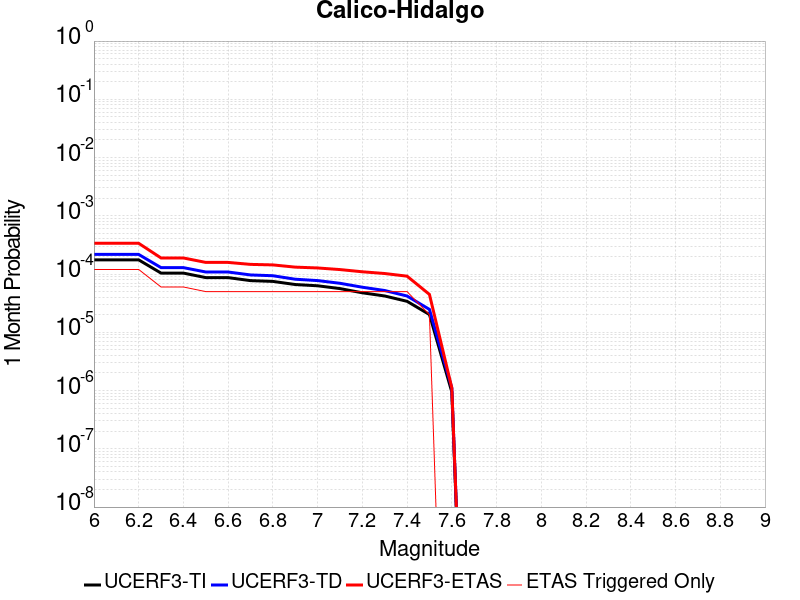 Calico-Hidalgo
10^0
10^-1
10^-2
10^-3
10^-4
10^-5
10^-6
10^-7
10^-8
1 Month Probability
6 6.2 6.4 6.6 6.8 7 7.2 7.4 7.6 7.8 8 8.2 8.4 8.6 8.8 9
Magnitude
UCERF3-TI UCERF3-TD UCERF3-ETAS ETAS Triggered Only